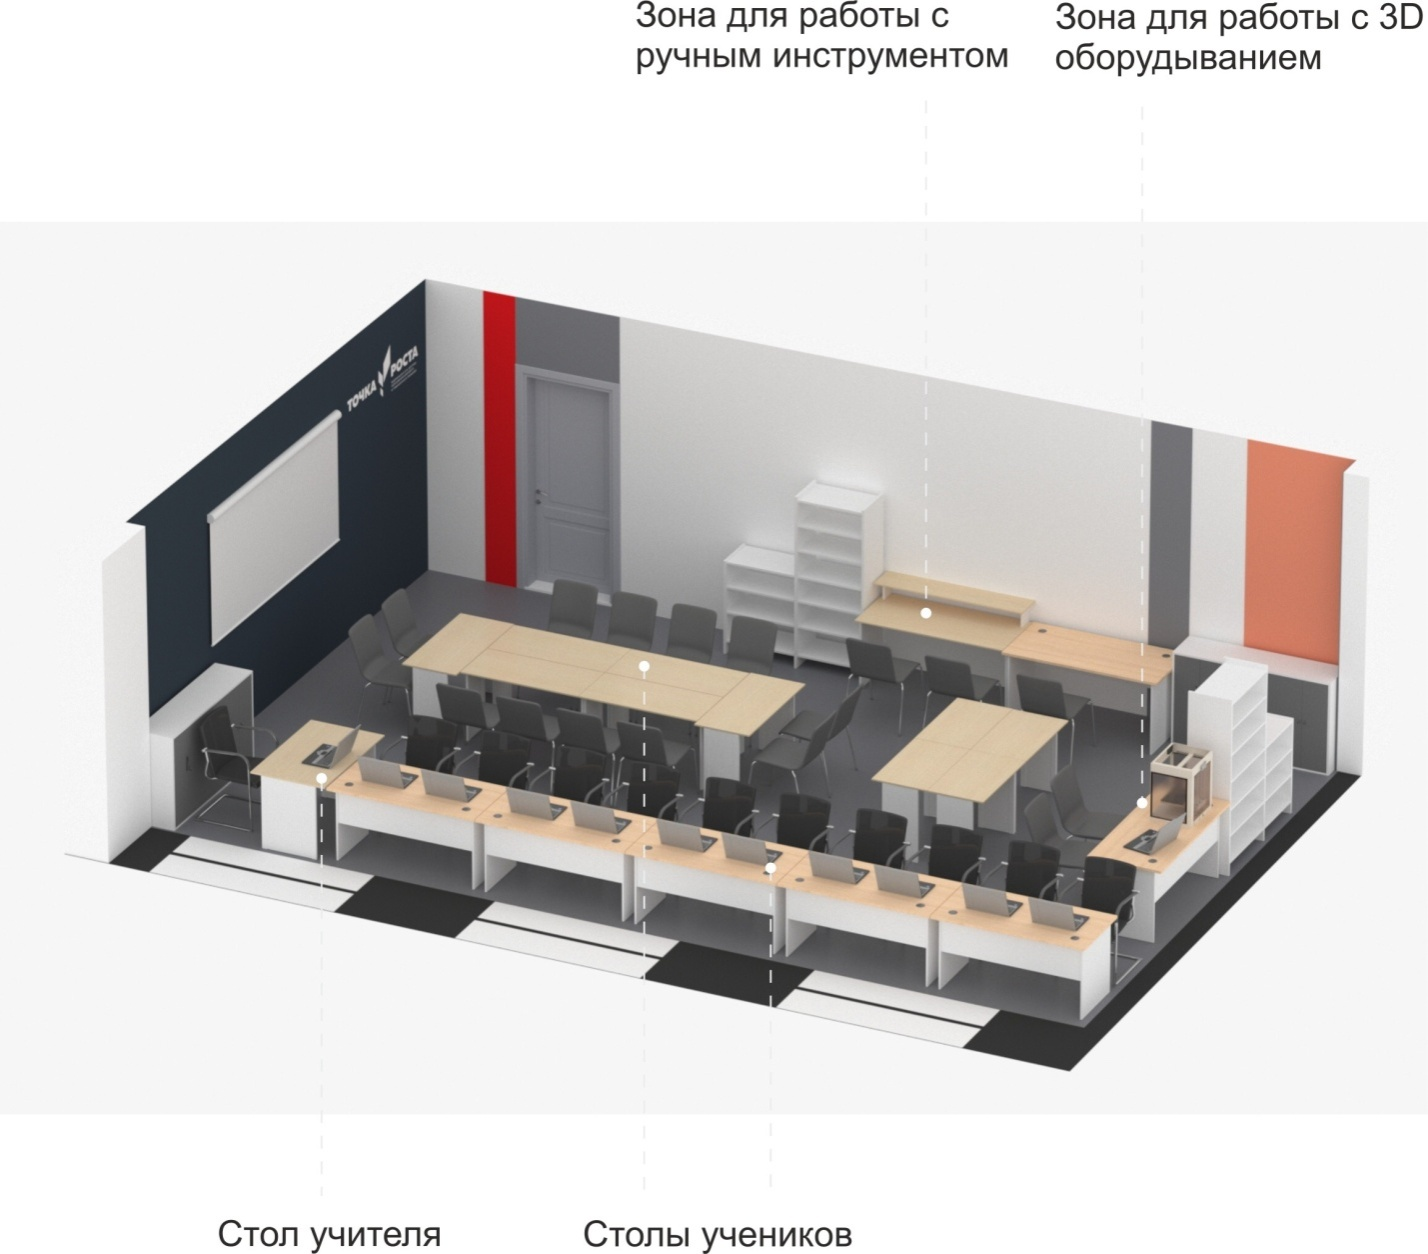 Зона для работы с
ручным инструментом
Зона для работы с 3D
оборудыванием
ТОЧКА РОСТА
Стол учителя
Столы учеников